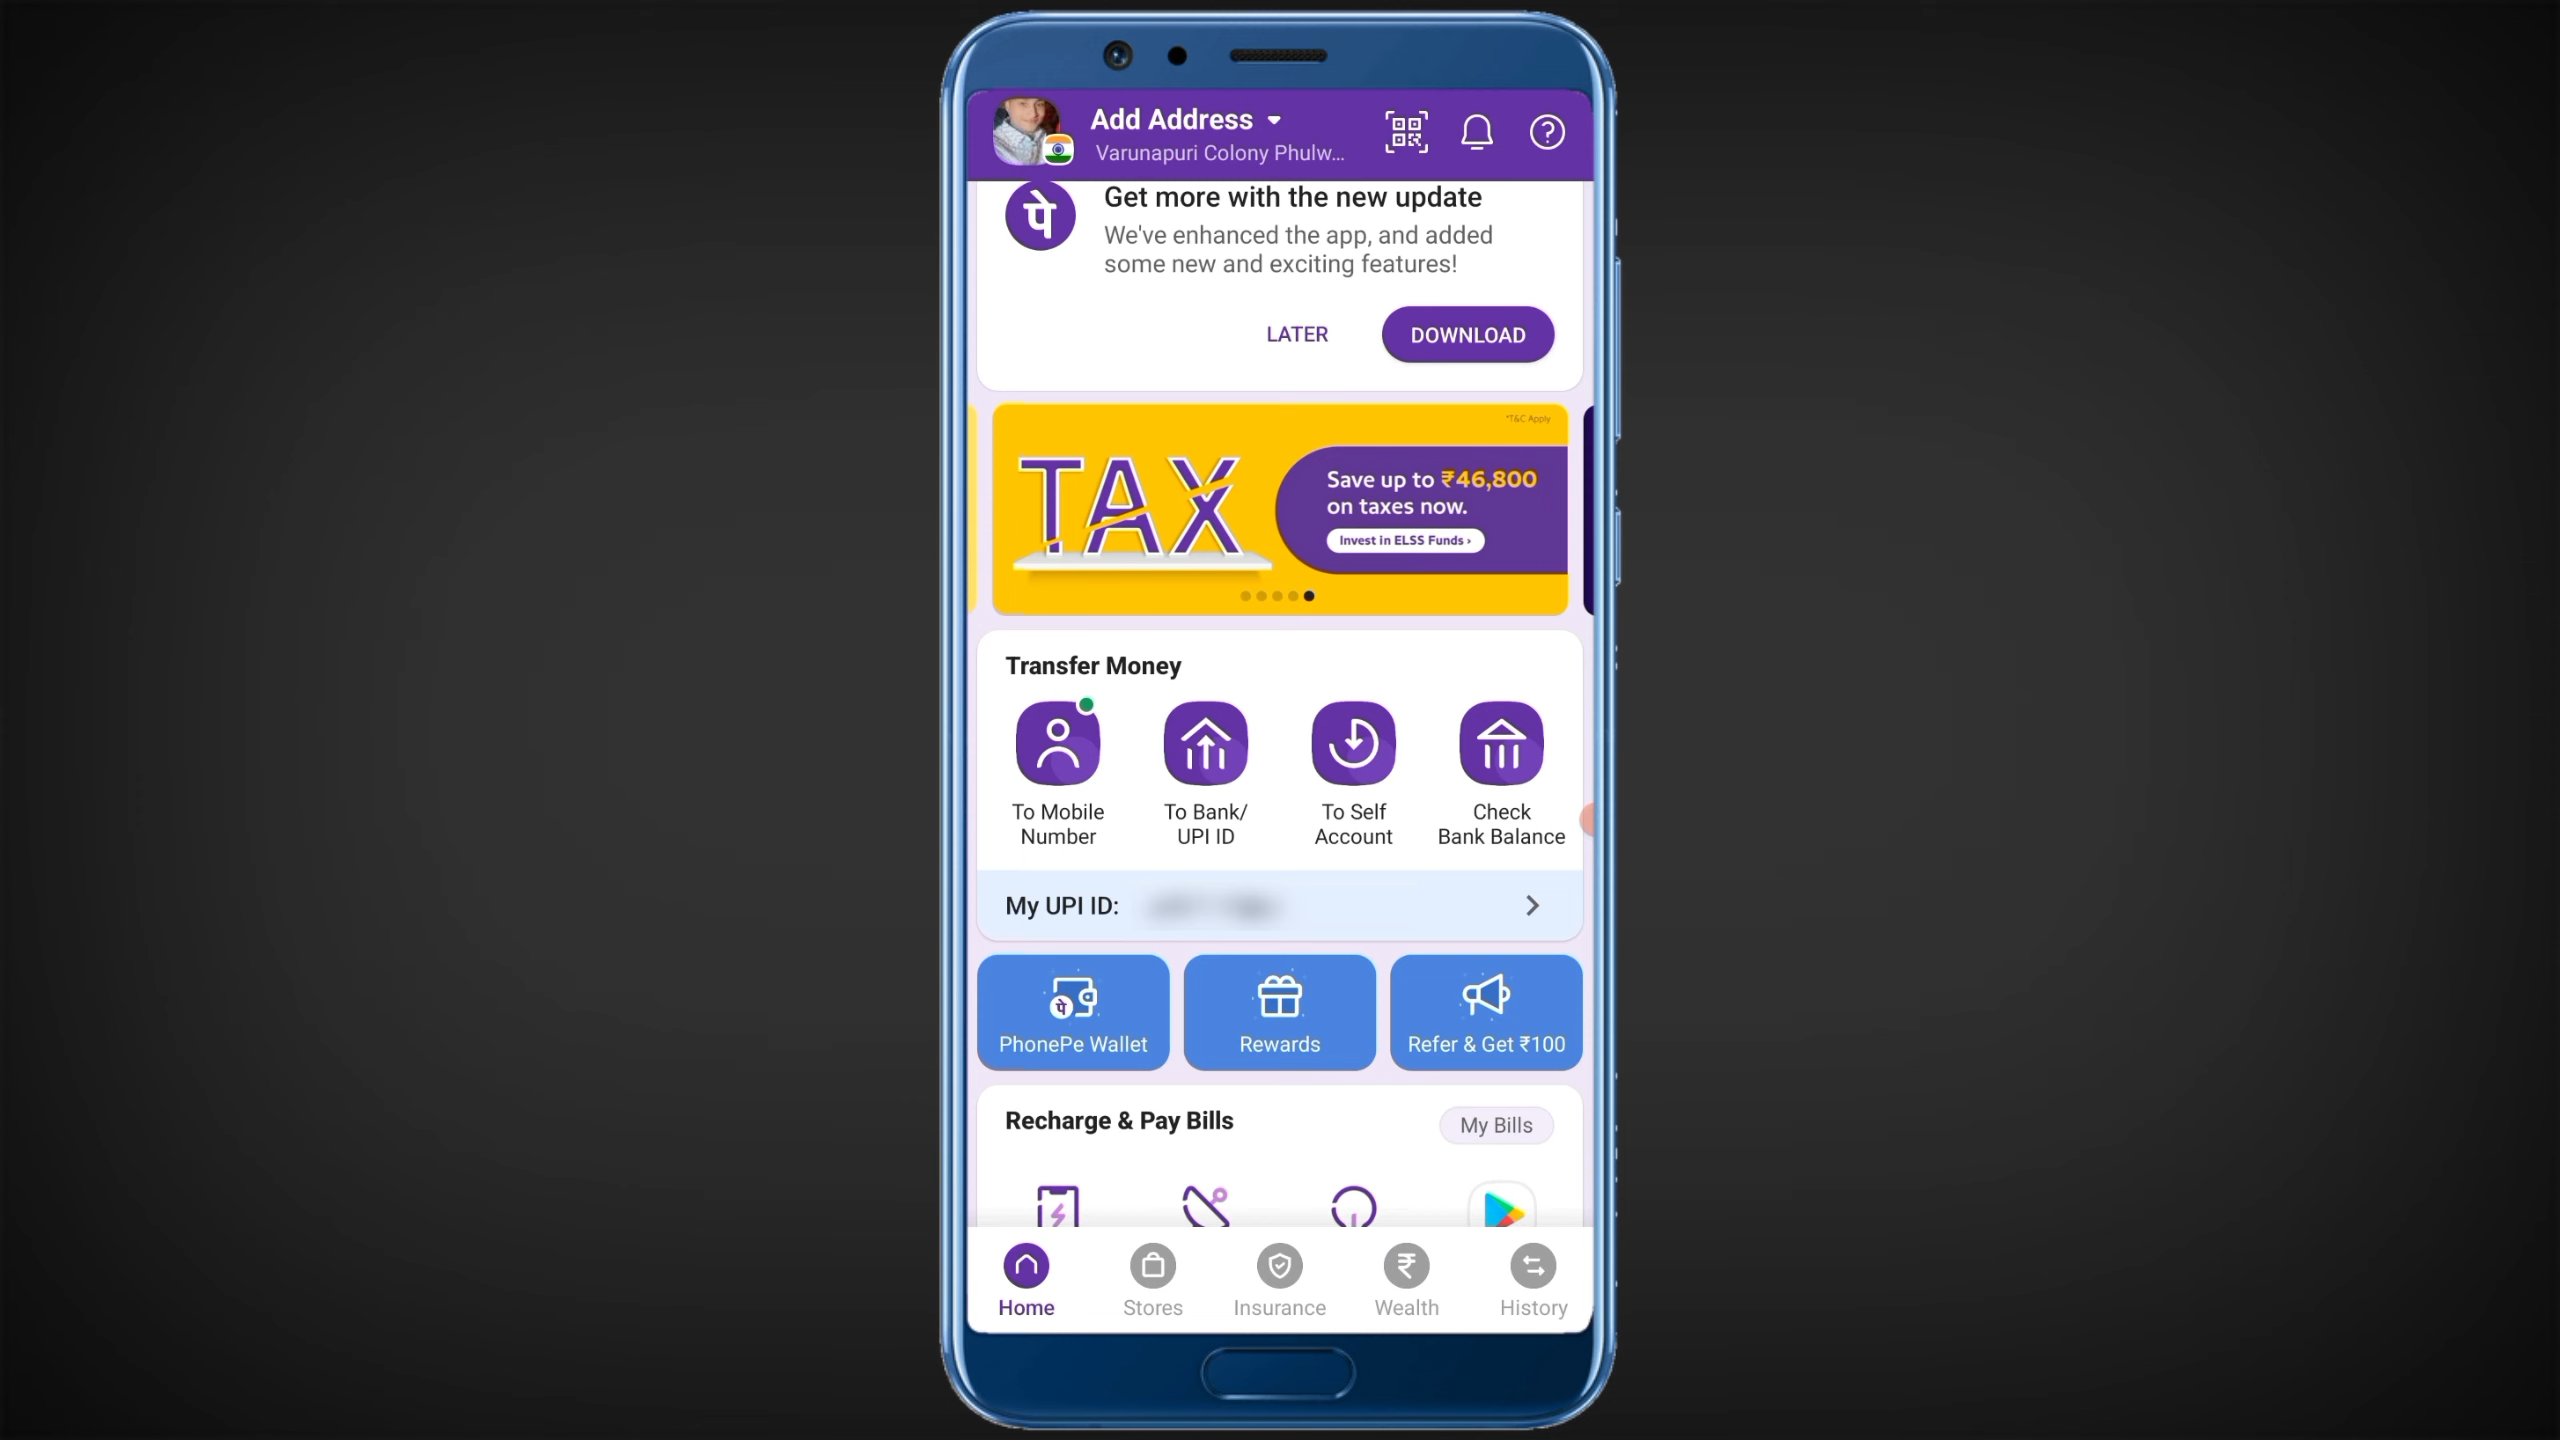 Add Address
Varunapuri Colony Phulw...
पे
Get more with the new update
We've enhanced the app, and added
some new and exciting features!
LATER
DOWNLOAD
*T&C Apply
TAX
Save up to ₹46,800
on taxes now.
Invest in ELSS Funds ›
Transfer Money
To Mobile
Number
To Bank/
UPI ID
To Self
Account
Check
Bank Balance
My UPI ID:
पे
PhonePe Wallet
Rewards
Refer & Get ₹100
Recharge & Pay Bills
My Bills
Home
Stores
Insurance
₹
Wealth
History